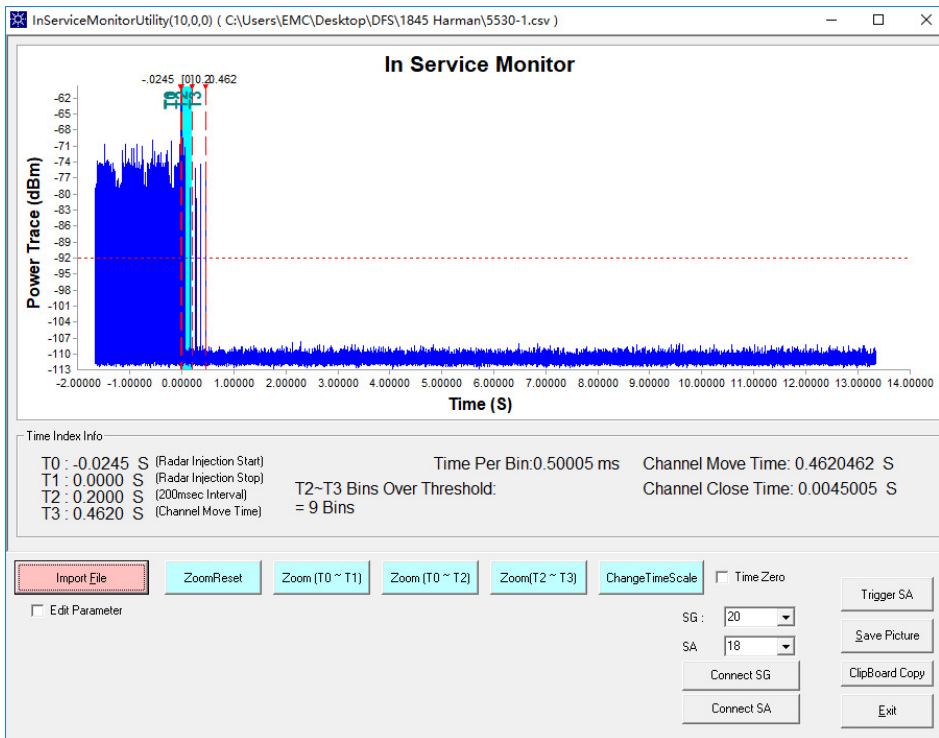 InServiceMonitorUtility(10,0,0) ( C:\Users\EMC\Desktop\DFS\1845 Harman\5530-1.csv )
In Service Monitor
-.0245 [0]0.20.462
T3
Power Trace (dBm)
-62
-65
-68
-71
-74
-77
-80
-83
-86
-89
-92
-95
-98
-101
-104
-107
-110
-113
-2.00000 -1.00000 0.00000 1.00000 2.00000 3.00000 4.00000 5.00000 6.00000 7.00000 8.00000 9.00000 10.00000 11.00000 12.00000 13.00000 14.00000
Time (S)
Time Index Info
T0 : -0.0245 S (Radar Injection Start)
T1 : 0.0000 S (Radar Injection Stop)
T2 : 0.2000 S (200msec Interval)
T3 : 0.4620 S (Channel Move Time)
Time Per Bin:0.50005 ms
T2~T3 Bins Over Threshold:
= 9 Bins
Channel Move Time: 0.4620462 S
Channel Close Time: 0.0045005 S
Import File
ZoomReset
Zoom (T0 ~ T1)
Zoom (T0 ~ T2)
Zoom(T2 ~ T3)
ChangeTimeScale
Time Zero
Trigger SA
Edit Parameter
SG : 20
SA 18
Save Picture
Connect SG
ClipBoard Copy
Connect SA
Exit